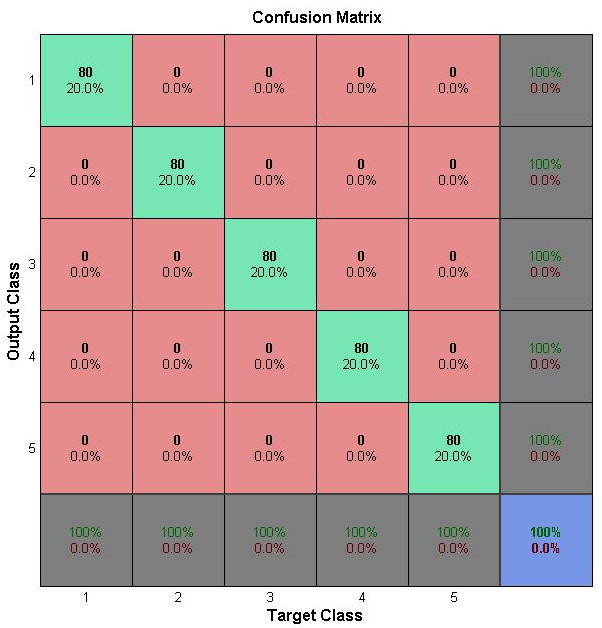 Confusion Matrix
1 80 0 0 0 0 100%
20.0% 0.0% 0.0% 0.0% 0.0% 0.0%
2 0 80 0 0 0 100%
0.0% 20.0% 0.0% 0.0% 0.0% 0.0%
3 0 0 80 0 0 100%
0.0% 0.0% 20.0% 0.0% 0.0% 0.0%
4 0 0 0 80 0 100%
0.0% 0.0% 0.0% 20.0% 0.0% 0.0%
5 0 0 0 0 80 100%
0.0% 0.0% 0.0% 0.0% 20.0% 0.0%
100% 100% 100% 100% 100% 100%
0.0% 0.0% 0.0% 0.0% 0.0% 0.0%
1 2 3 4 5
Target Class
Output Class